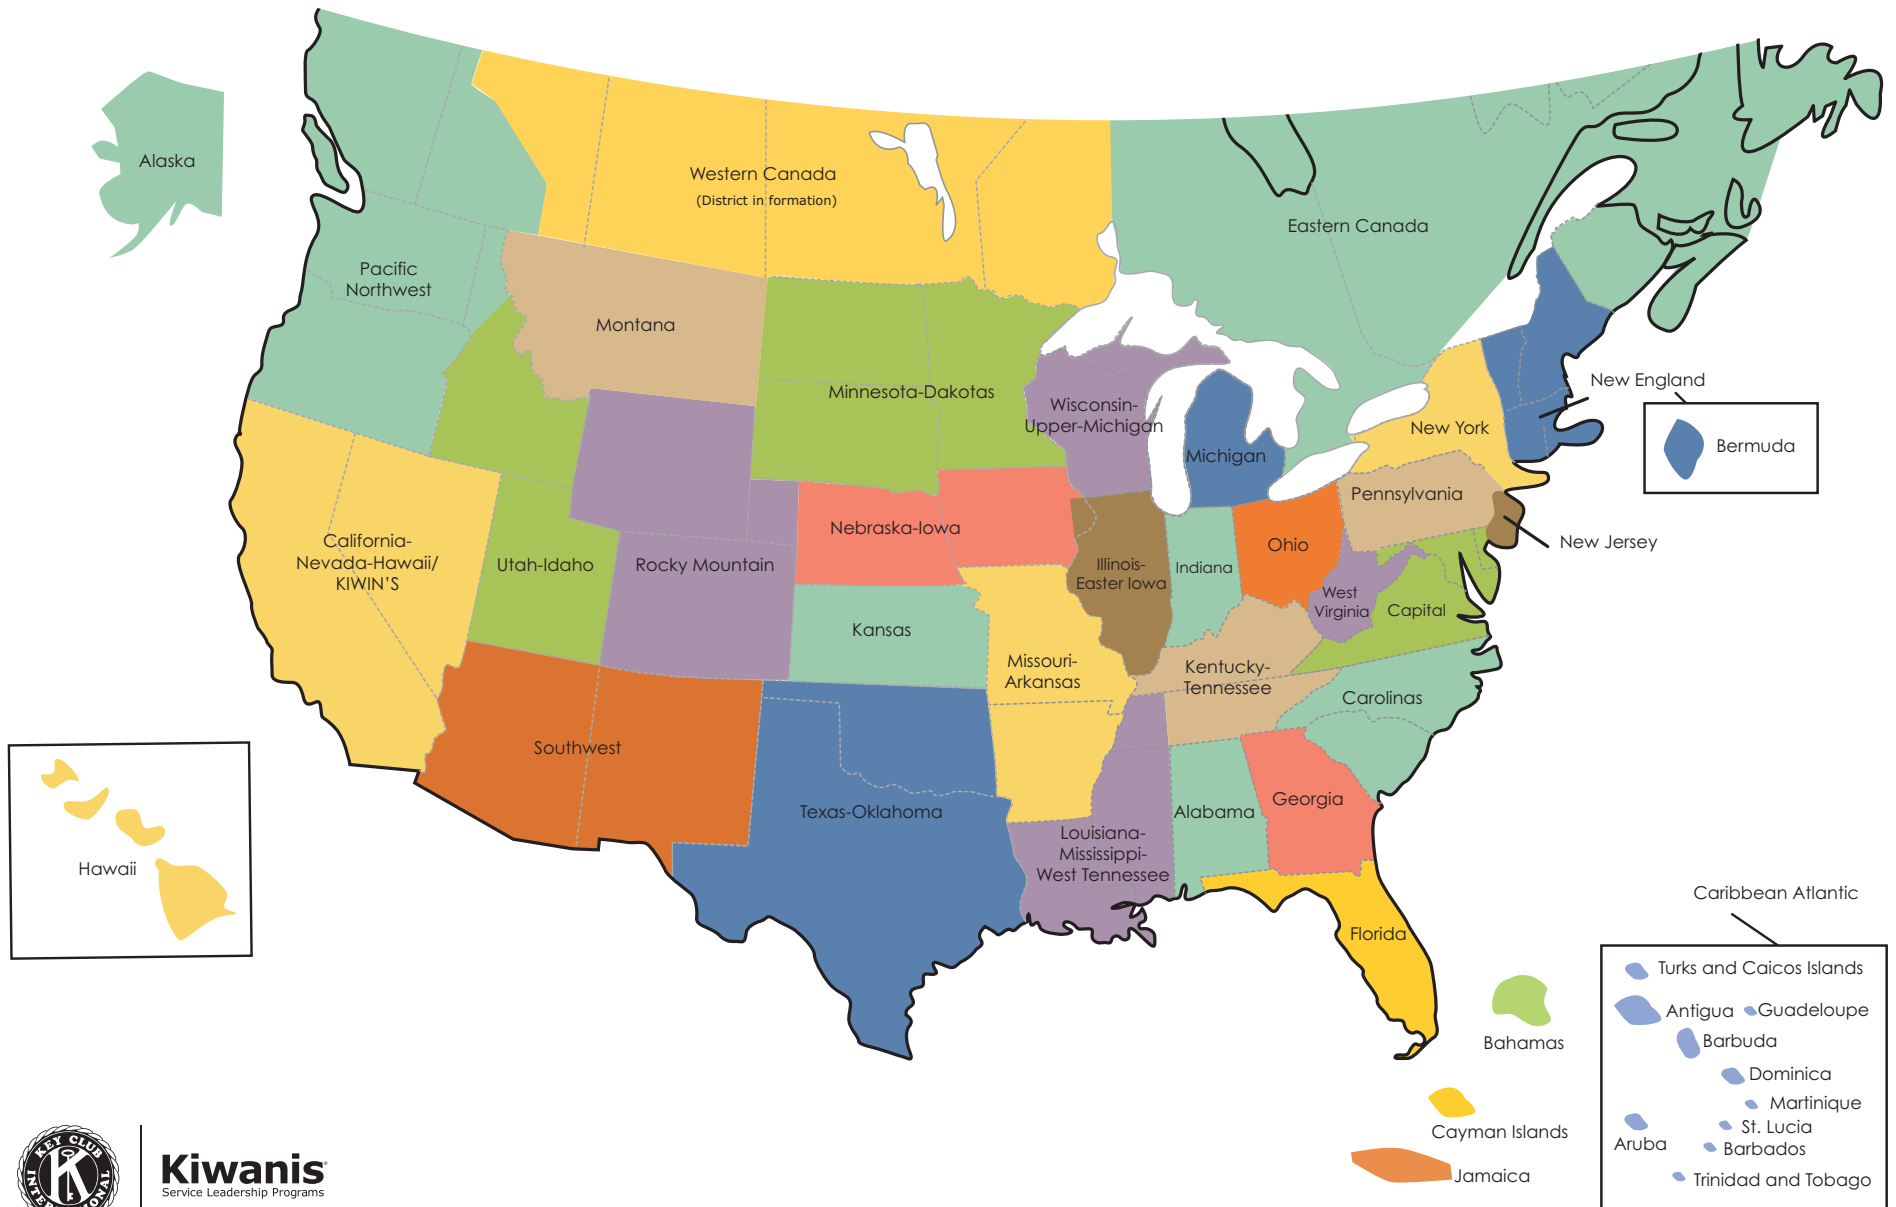 Alaska
Western Canada
(District in formation)
Eastern Canada
Pacific
Northwest
Montana
Minnesota-Dakotas
Wisconsin-
Upper-Michigan
Michigan
New York
New England
Bermuda
Pennsylvania
New Jersey
California-
Nevada-Hawaii/
KIWIN'S
Utah-Idaho
Rocky Mountain
Nebraska-Iowa
Illinois-
Easter Iowa
Indiana
Ohio
West
Virginia
Capital
Kansas
Missouri-
Arkansas
Kentucky-
Tennessee
Carolinas
Southwest
Texas-Oklahoma
Louisiana-
Mississippi-
West Tennessee
Alabama
Georgia
Florida
Hawaii
Bahamas
Cayman Islands
Jamaica
Caribbean Atlantic
Turks and Caicos Islands
Antigua
Guadeloupe
Barbuda
Dominica
Martinique
St. Lucia
Aruba
Barbados
Trinidad and Tobago
KEY CLUB
K
Kiwanis
Service Leadership Programs